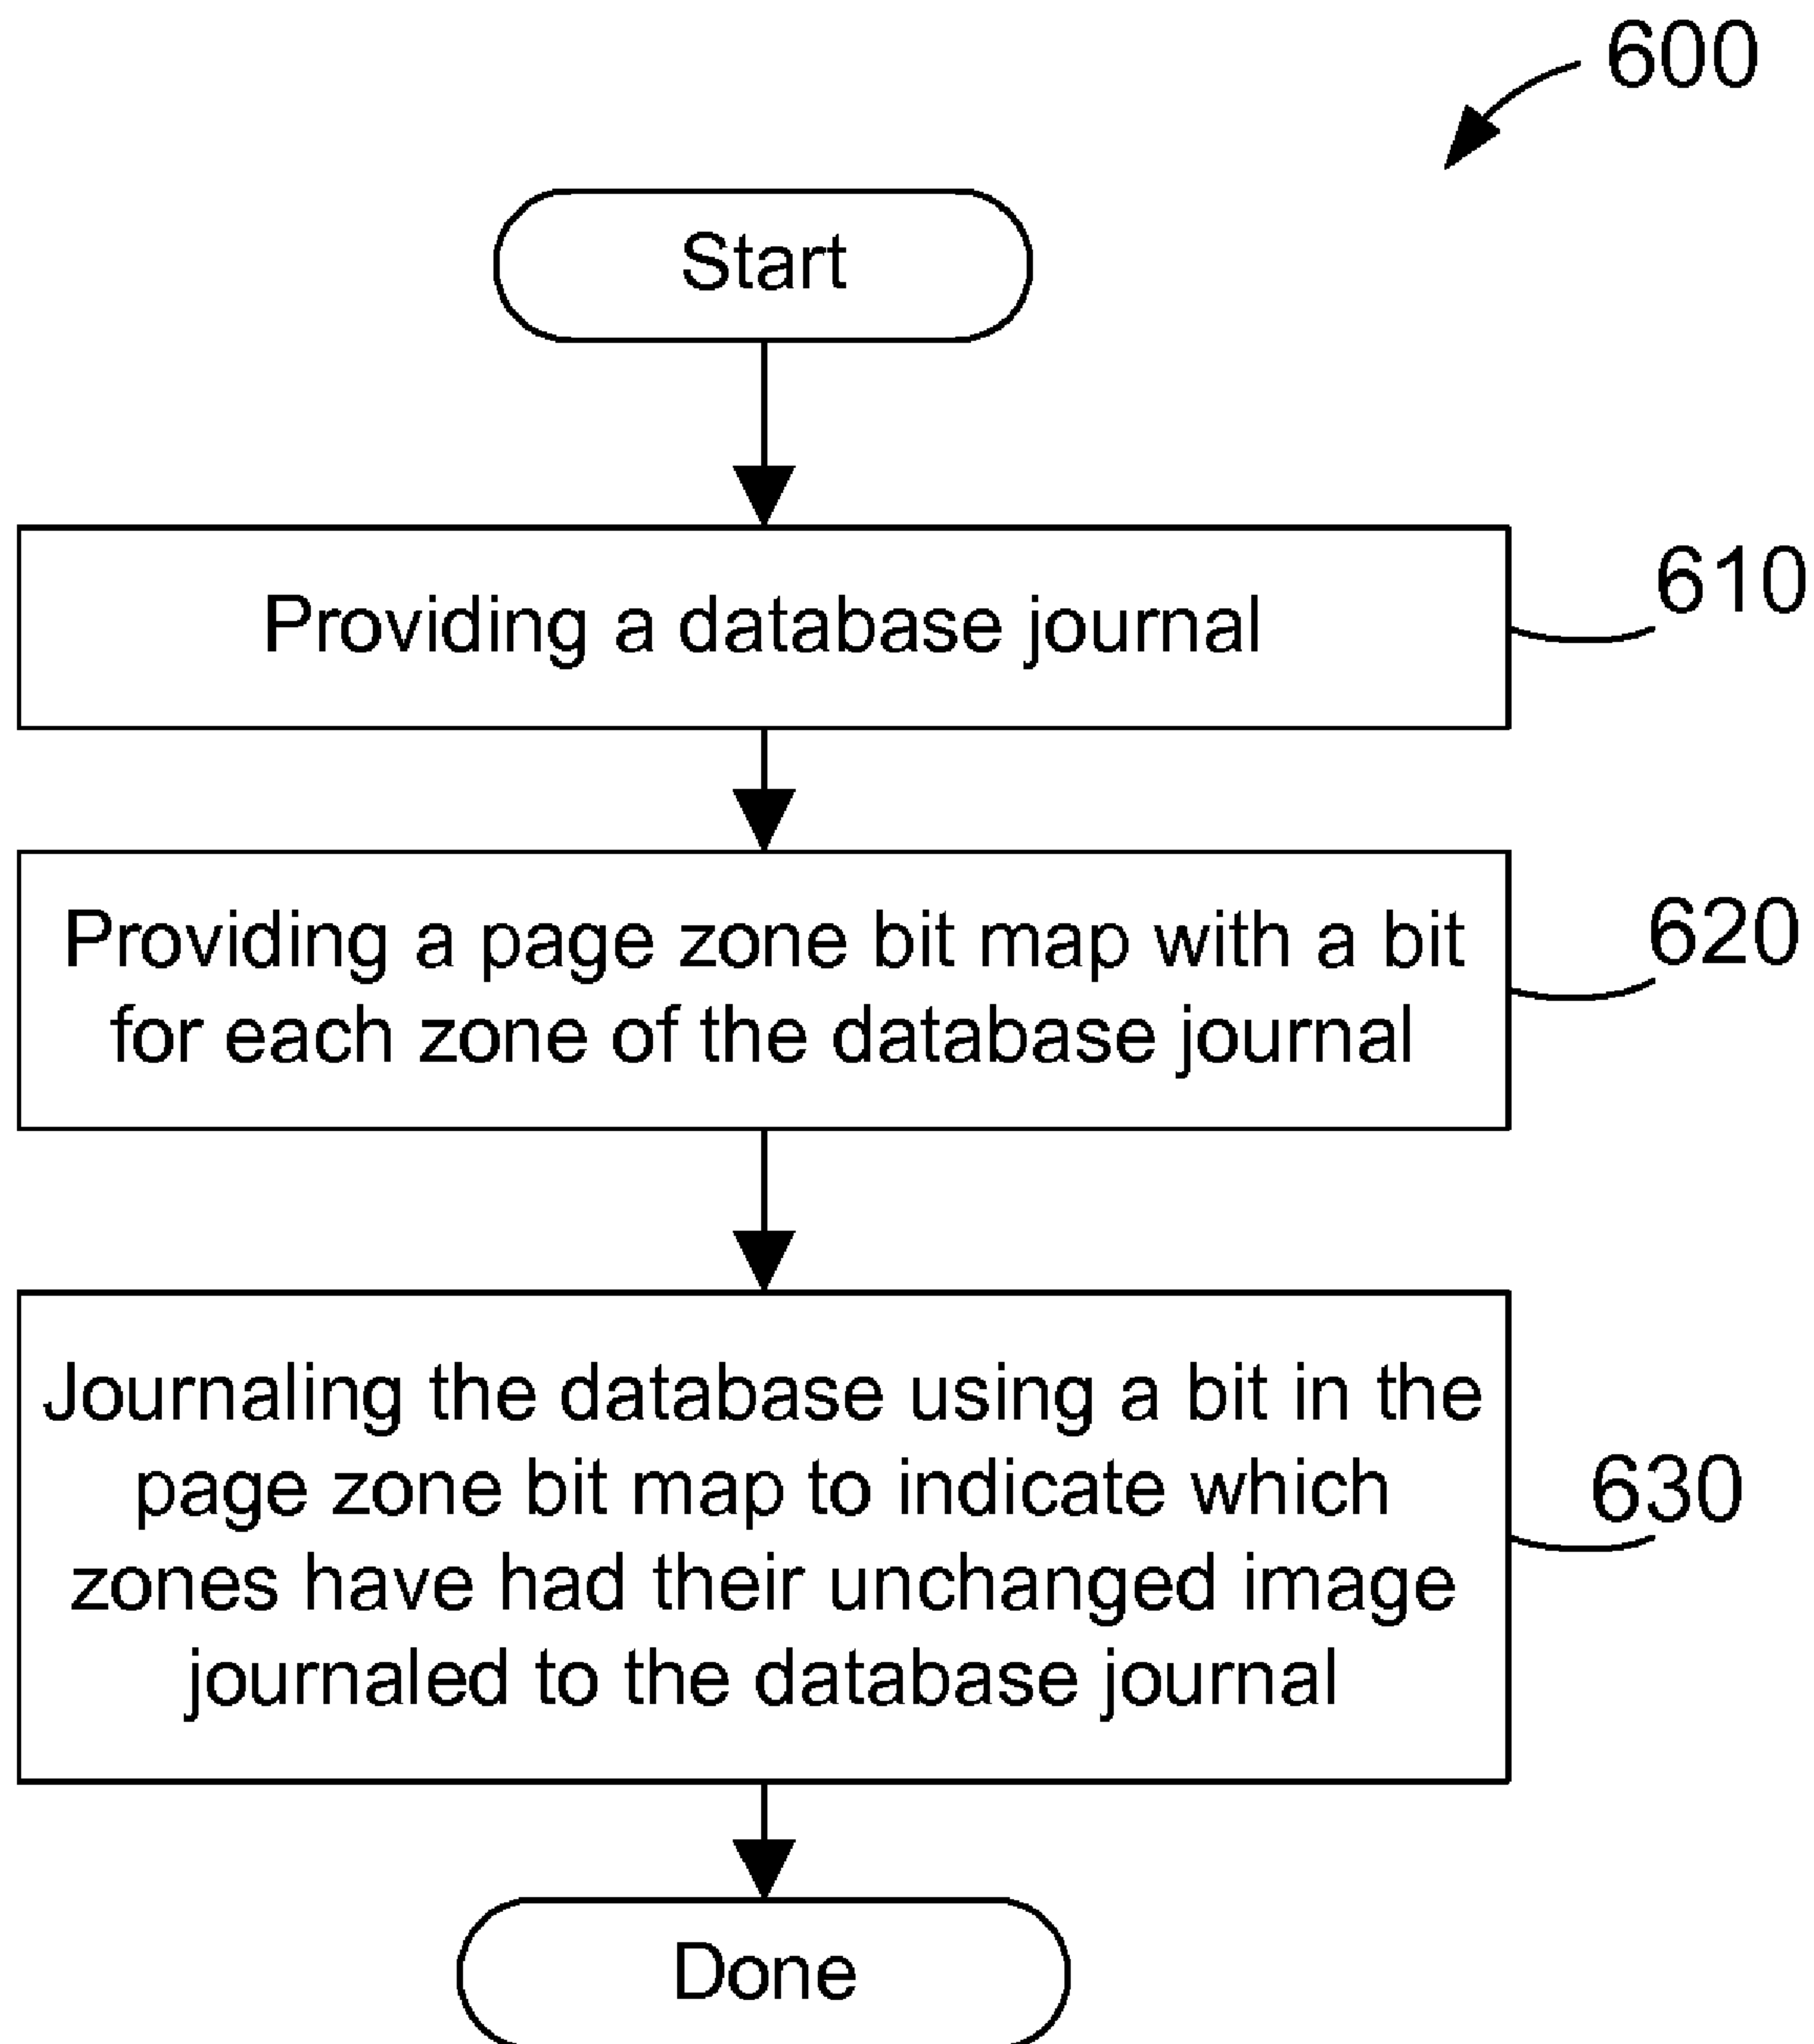 600
Start
Providing a database journal
610
Providing a page zone bit map with a bit
for each zone of the database journal
620
Journaling the database using a bit in the
page zone bit map to indicate which
zones have had their unchanged image
journaled to the database journal
630
Done